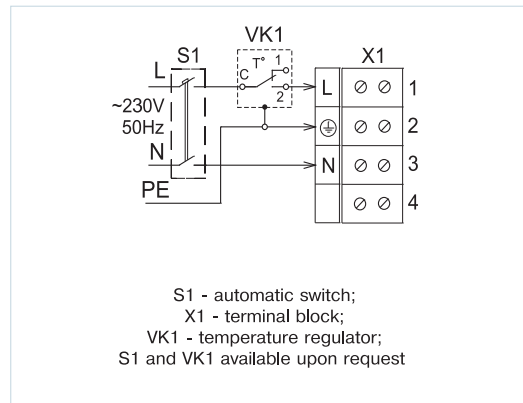 VK1
S1
X1
T° 1
C
L
2
L
1
~230V
50Hz
2
N
N
3
PE
4
S1 - automatic switch;
X1 - terminal block;
VK1 - temperature regulator;
S1 and VK1 available upon request